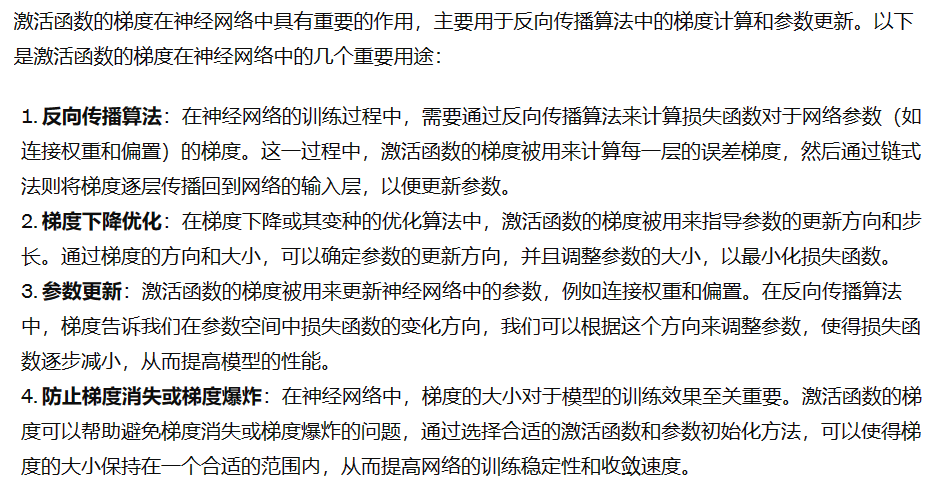 激活函数的梯度在神经网络中具有重要的作用，主要用于反向传播算法中的梯度计算和参数更新。以下
是激活函数的梯度在神经网络中的几个重要用途：
1. 反向传播算法：在神经网络的训练过程中，需要通过反向传播算法来计算损失函数对于网络参数（如
连接权重和偏置）的梯度。这一过程中，激活函数的梯度被用来计算每一层的误差梯度，然后通过链式
法则将梯度逐层传播回到网络的输入层，以便更新参数。
2. 梯度下降优化：在梯度下降或其变种的优化算法中，激活函数的梯度被用来指导参数的更新方向和步
长。通过梯度的方向和大小，可以确定参数的更新方向，并且调整参数的大小，以最小化损失函数。
3. 参数更新：激活函数的梯度被用来更新神经网络中的参数，例如连接权重和偏置。在反向传播算法
中，梯度告诉我们在参数空间中损失函数的变化方向，我们可以根据这个方向来调整参数，使得损失函
数逐步减小，从而提高模型的性能。
4. 防止梯度消失或梯度爆炸：在神经网络中，梯度的大小对于模型的训练效果至关重要。激活函数的梯
度可以帮助避免梯度消失或梯度爆炸的问题，通过选择合适的激活函数和参数初始化方法，可以使得梯
度的大小保持在一个合适的范围内，从而提高网络的训练稳定性和收敛速度。